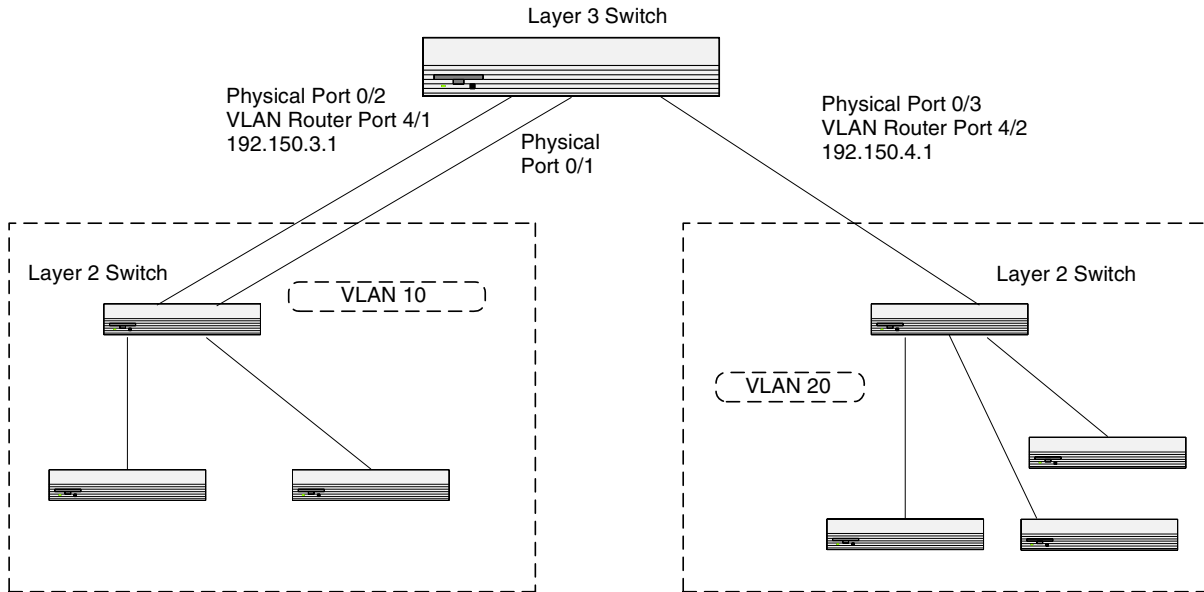 Layer 3 Switch
Physical Port 0/2
VLAN Router Port 4/1
192.150.3.1
Physical
Port 0/1
Physical Port 0/3
VLAN Router Port 4/2
192.150.4.1
Layer 2 Switch
VLAN 10
Layer 2 Switch
VLAN 20